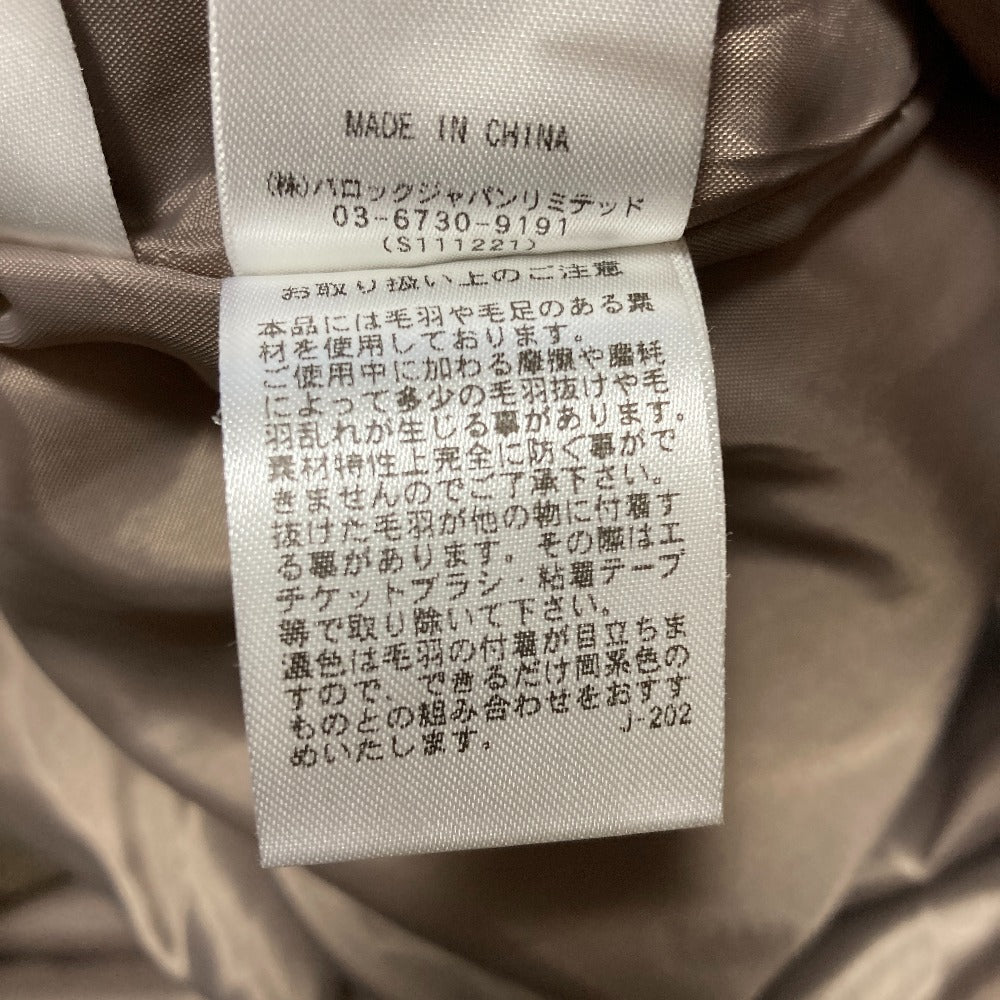 MADE IN CHINA
(株)バロックジャパンリミテッド
03-6730-9191
(S111221)
お取り扱い上のご注意
本品には毛羽や毛足のある素
材を使用しております。
ご使用中に加わる摩擦や磨耗
によって多少の毛羽抜けや毛
羽乱れが生じる事があります。
素材特性上完全に防ぐ事がで
きませんのでご了承下さい。
抜けた毛羽が他の物に付着す
る事があります。その際はエ
チケットブラシ・粘着テープ
等で取り除いて下さい。
濃色は毛羽の付着が目立ちま
すので、できるだけ同系色の
ものとの組み合わせをおすす
めいたします。 J-202